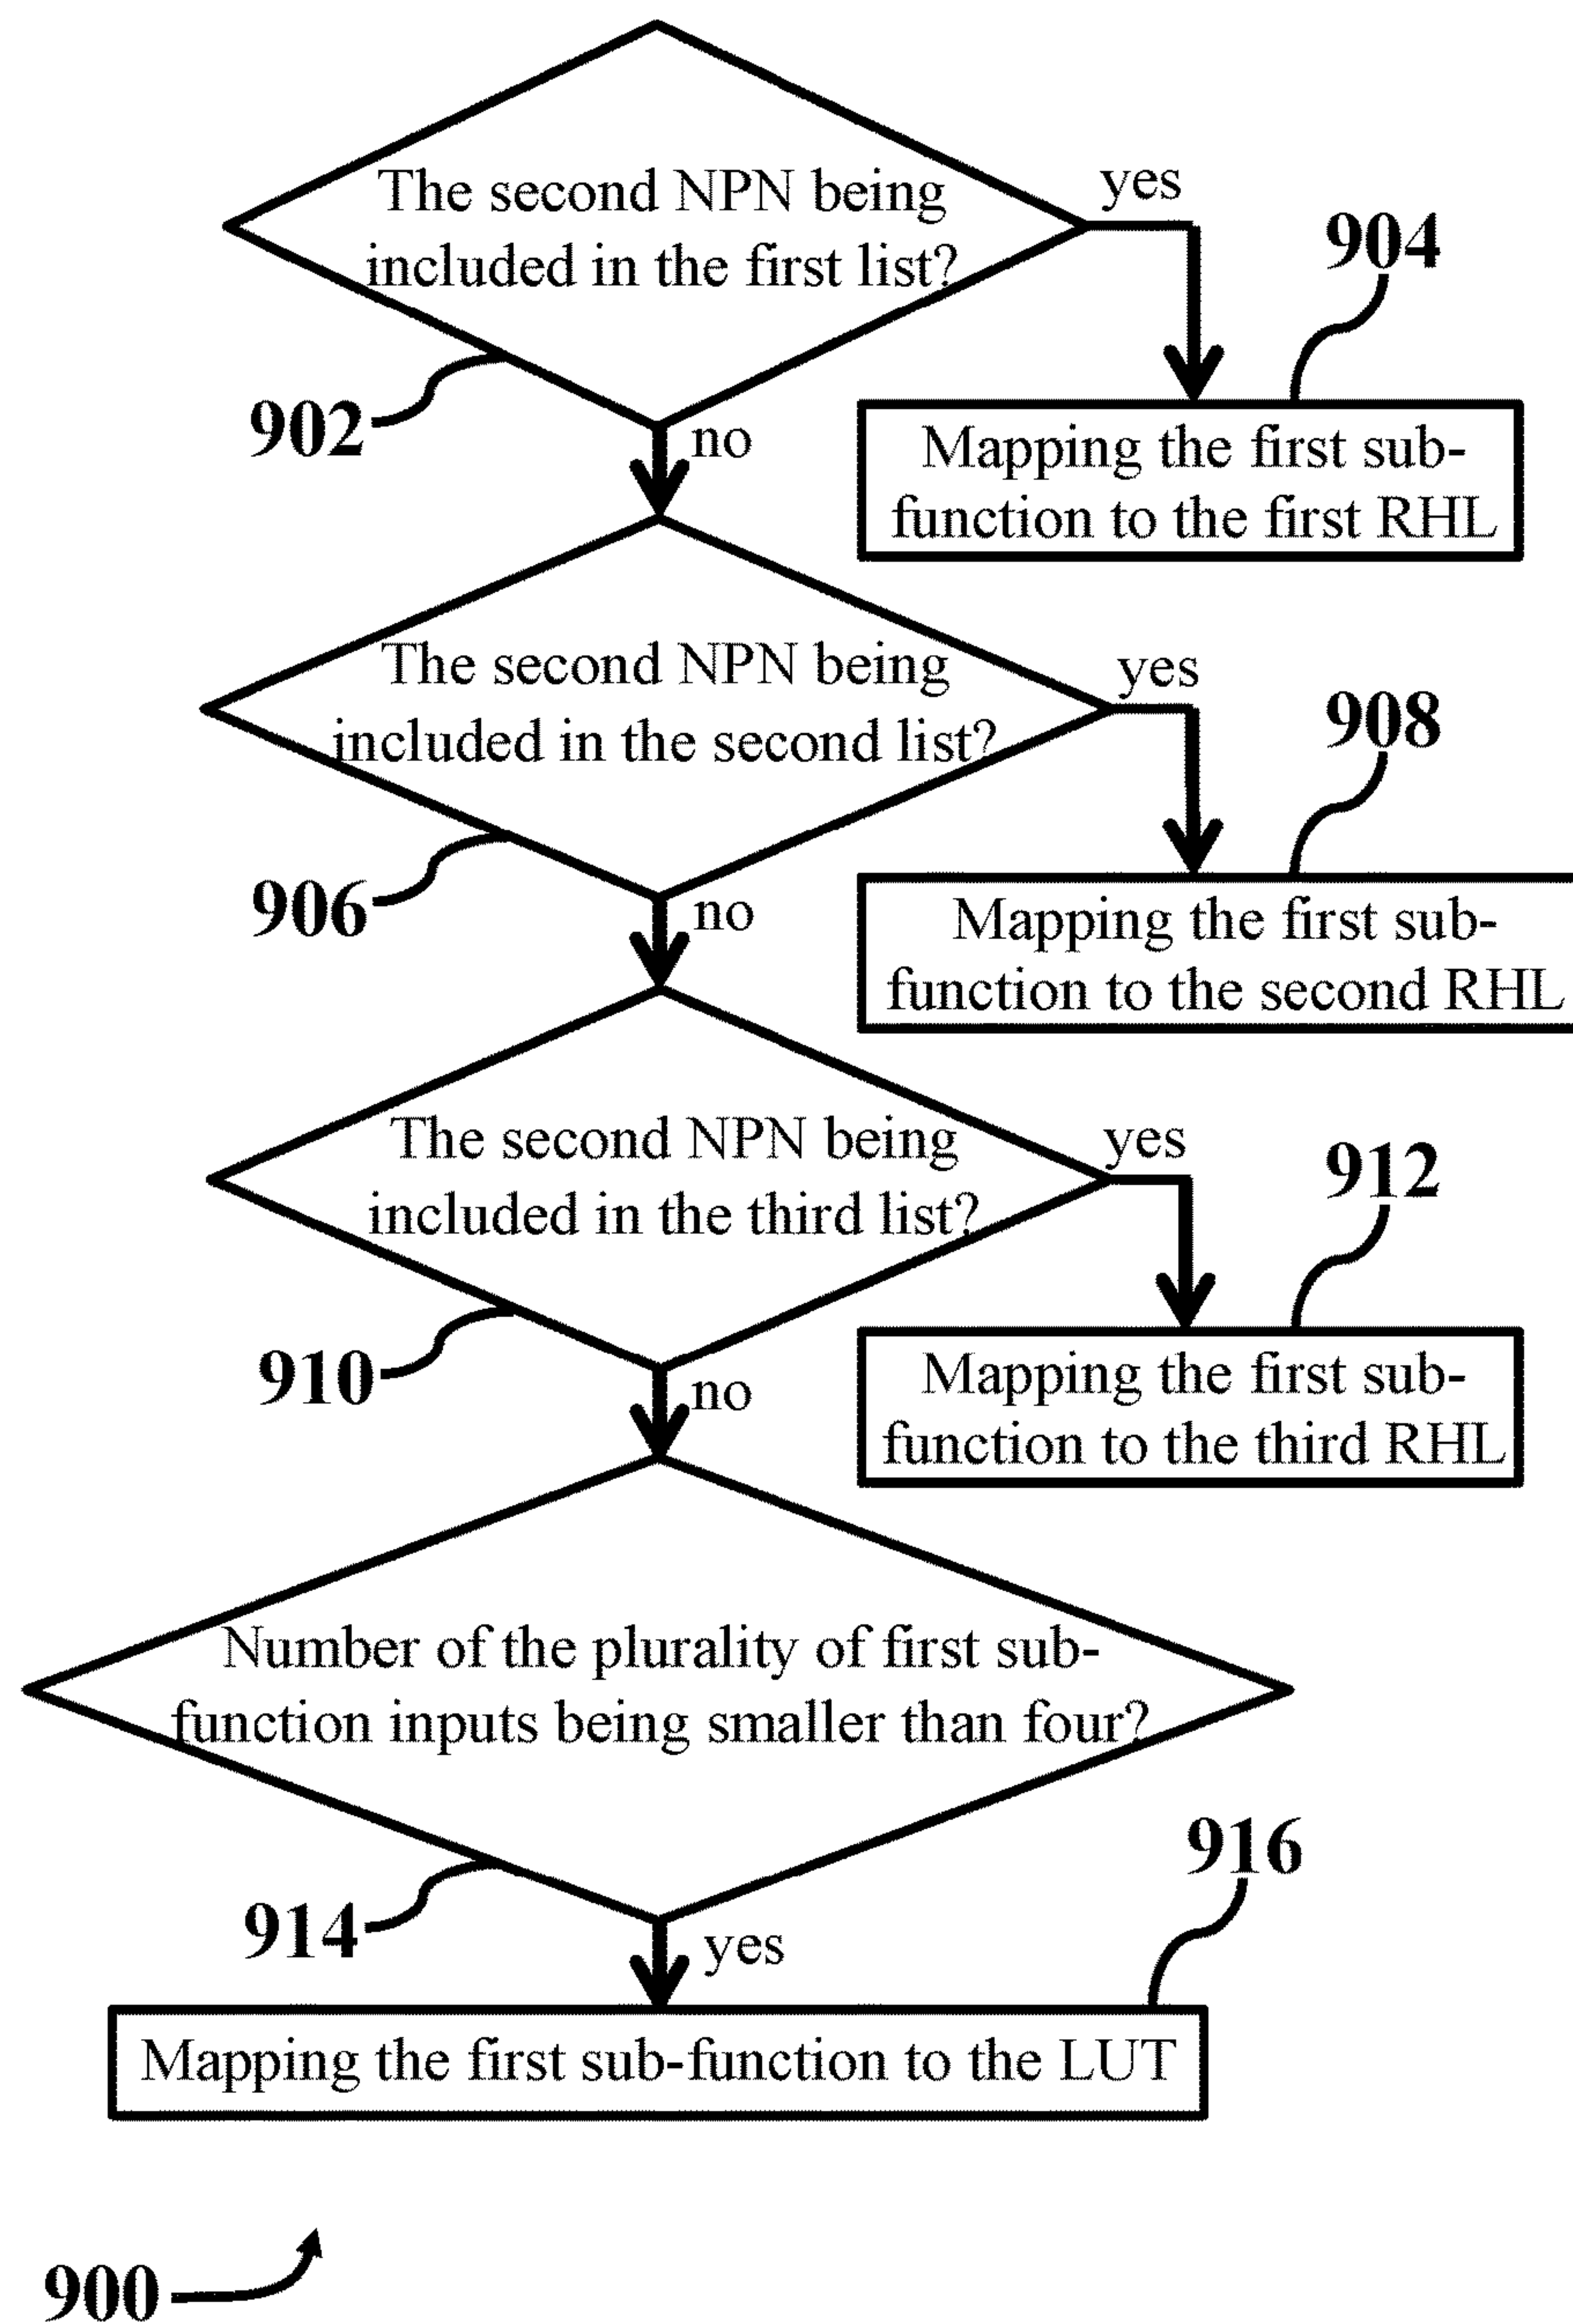 The second NPN being
included in the first list?
yes
904
902
no
Mapping the first sub-
function to the first RHL
The second NPN being
included in the second list?
yes
908
906
no
Mapping the first sub-
function to the second RHL
The second NPN being
included in the third list?
yes
912
910
no
Mapping the first sub-
function to the third RHL
Number of the plurality of first sub-
function inputs being smaller than four?
916
914
yes
Mapping the first sub-function to the LUT
900